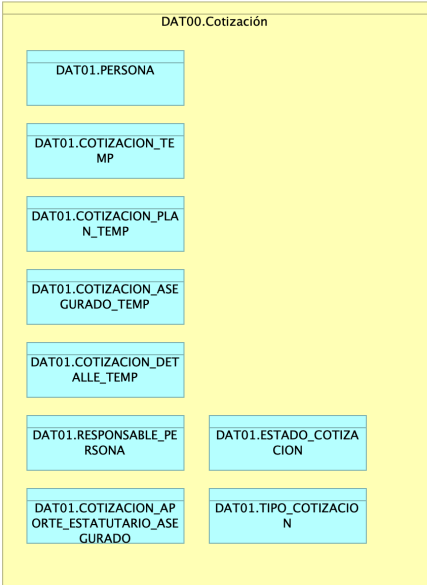 DAT00.Cotización
DAT01.PERSONA
DAT01.COTIZACION_TE
MP
DAT01.COTIZACION_PLA
N_TEMP
DAT01.COTIZACION_ASE
GURADO_TEMP
DAT01.COTIZACION_DET
ALLE_TEMP
DAT01.RESPONSABLE_PE
RSONA
DAT01.ESTADO_COTIZA
CION
DAT01.COTIZACION_AP
ORTE_ESTATUTARIO_ASE
GURADO
DAT01.TIPO_COTIZACIO
N